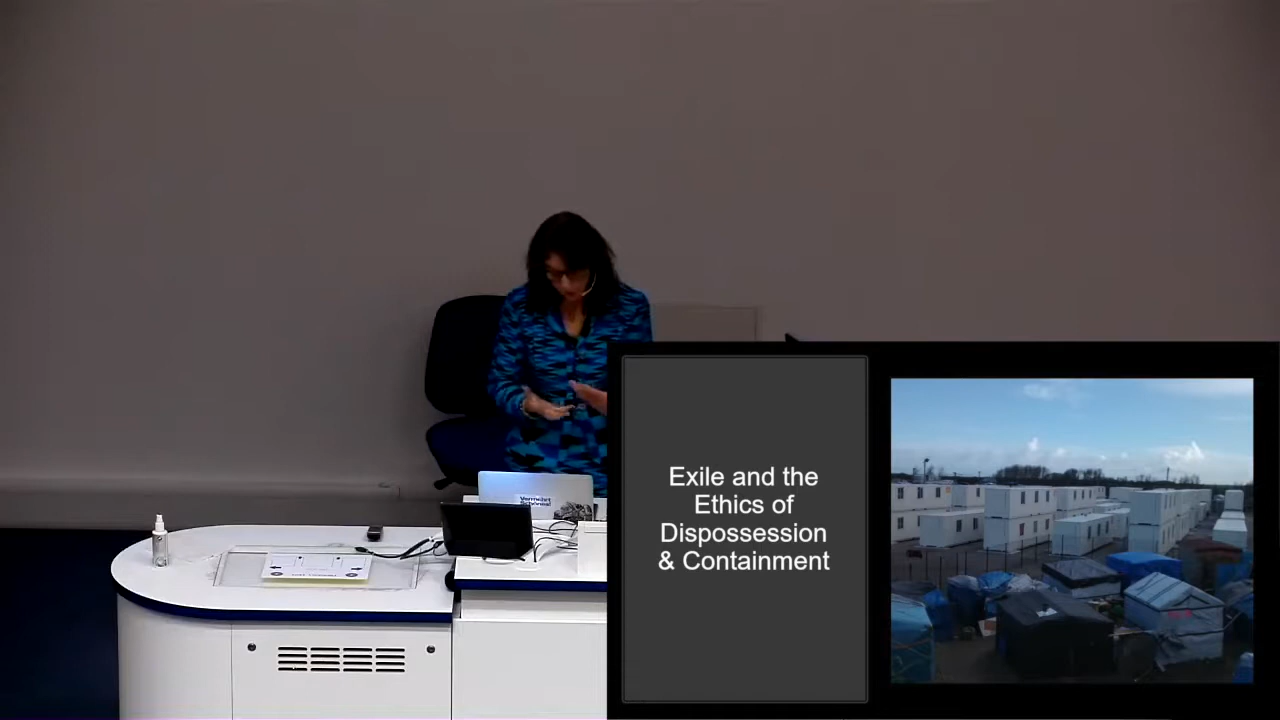 Exile and the
Ethics of
Dispossession
& Containment